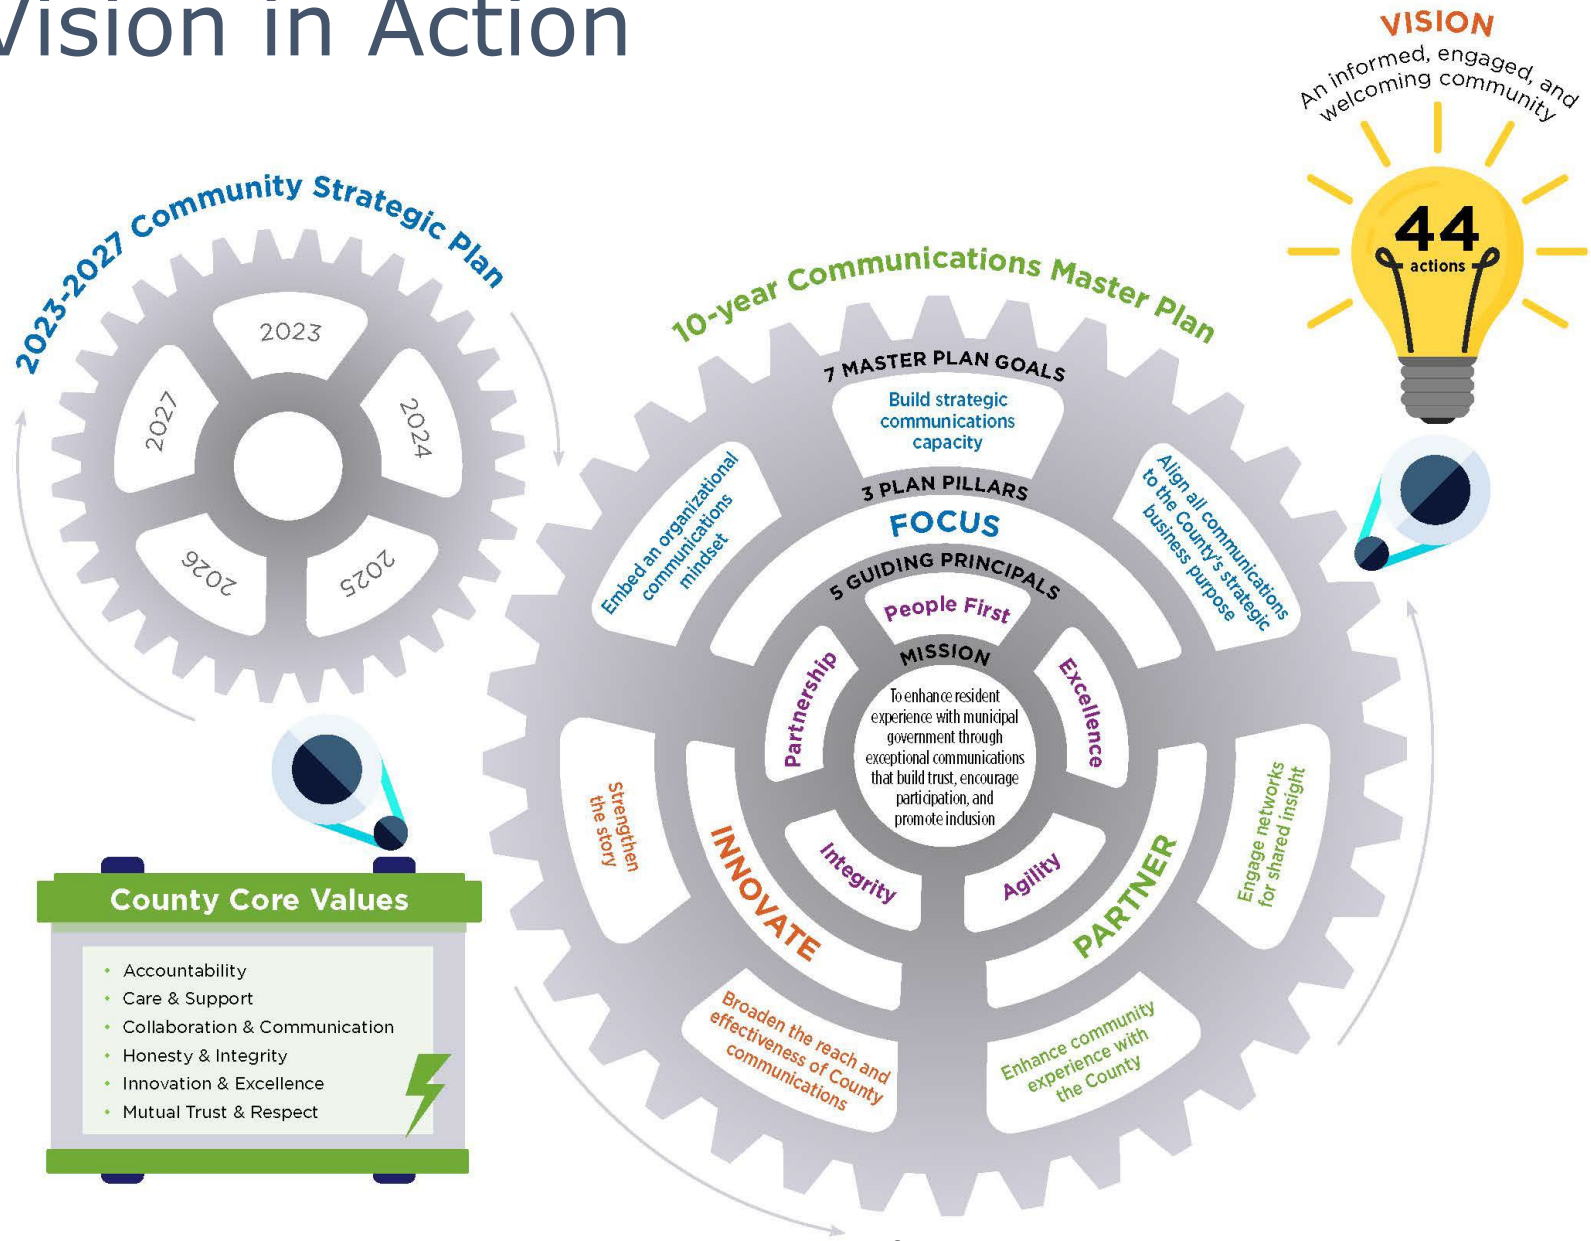 Vision in Action
VISION
An informed, engaged, and
welcoming community
44
actions
2023-2027 Community Strategic Plan
2023
2024
2025
2026
2027
10-year Communications Master Plan
7 MASTER PLAN GOALS
Build strategic
communications
capacity
Align all communications
to the County's strategic
business purpose
Engage networks
for shared insight
Enhance community
experience with
the County
Broaden the reach and
effectiveness of County
communications
Strengthen
the story
Embed an organizational
communications
mindset
3 PLAN PILLARS
FOCUS
PARTNER
INNOVATE
5 GUIDING PRINCIPALS
People First
Excellence
Agility
Integrity
Partnership
MISSION
To enhance resident
experience with municipal
government through
exceptional communications
that build trust, encourage
participation, and
promote inclusion
County Core Values
• Accountability
• Care & Support
• Collaboration & Communication
• Honesty & Integrity
• Innovation & Excellence
• Mutual Trust & Respect